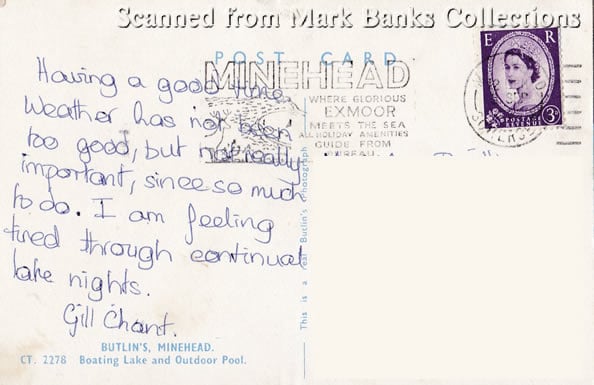 Scanned from Mark Banks Collections
POST CARD
MINEHEAD
WHERE GLORIOUS
EXMOOR
MEETS THE SEA
ALL HOLIDAY AMENITIES
GUIDE FROM
BUREAU.
E R
POSTAGE
REVENUE
3D
Having a good time
Weather has not been
too good, but not really
important, since so much
to do. I am feeling
tired through continual
late nights.
Gill Chant.
This is a real Butlin's photograph
BUTLIN'S, MINEHEAD.
CT. 2278 Boating Lake and Outdoor Pool.